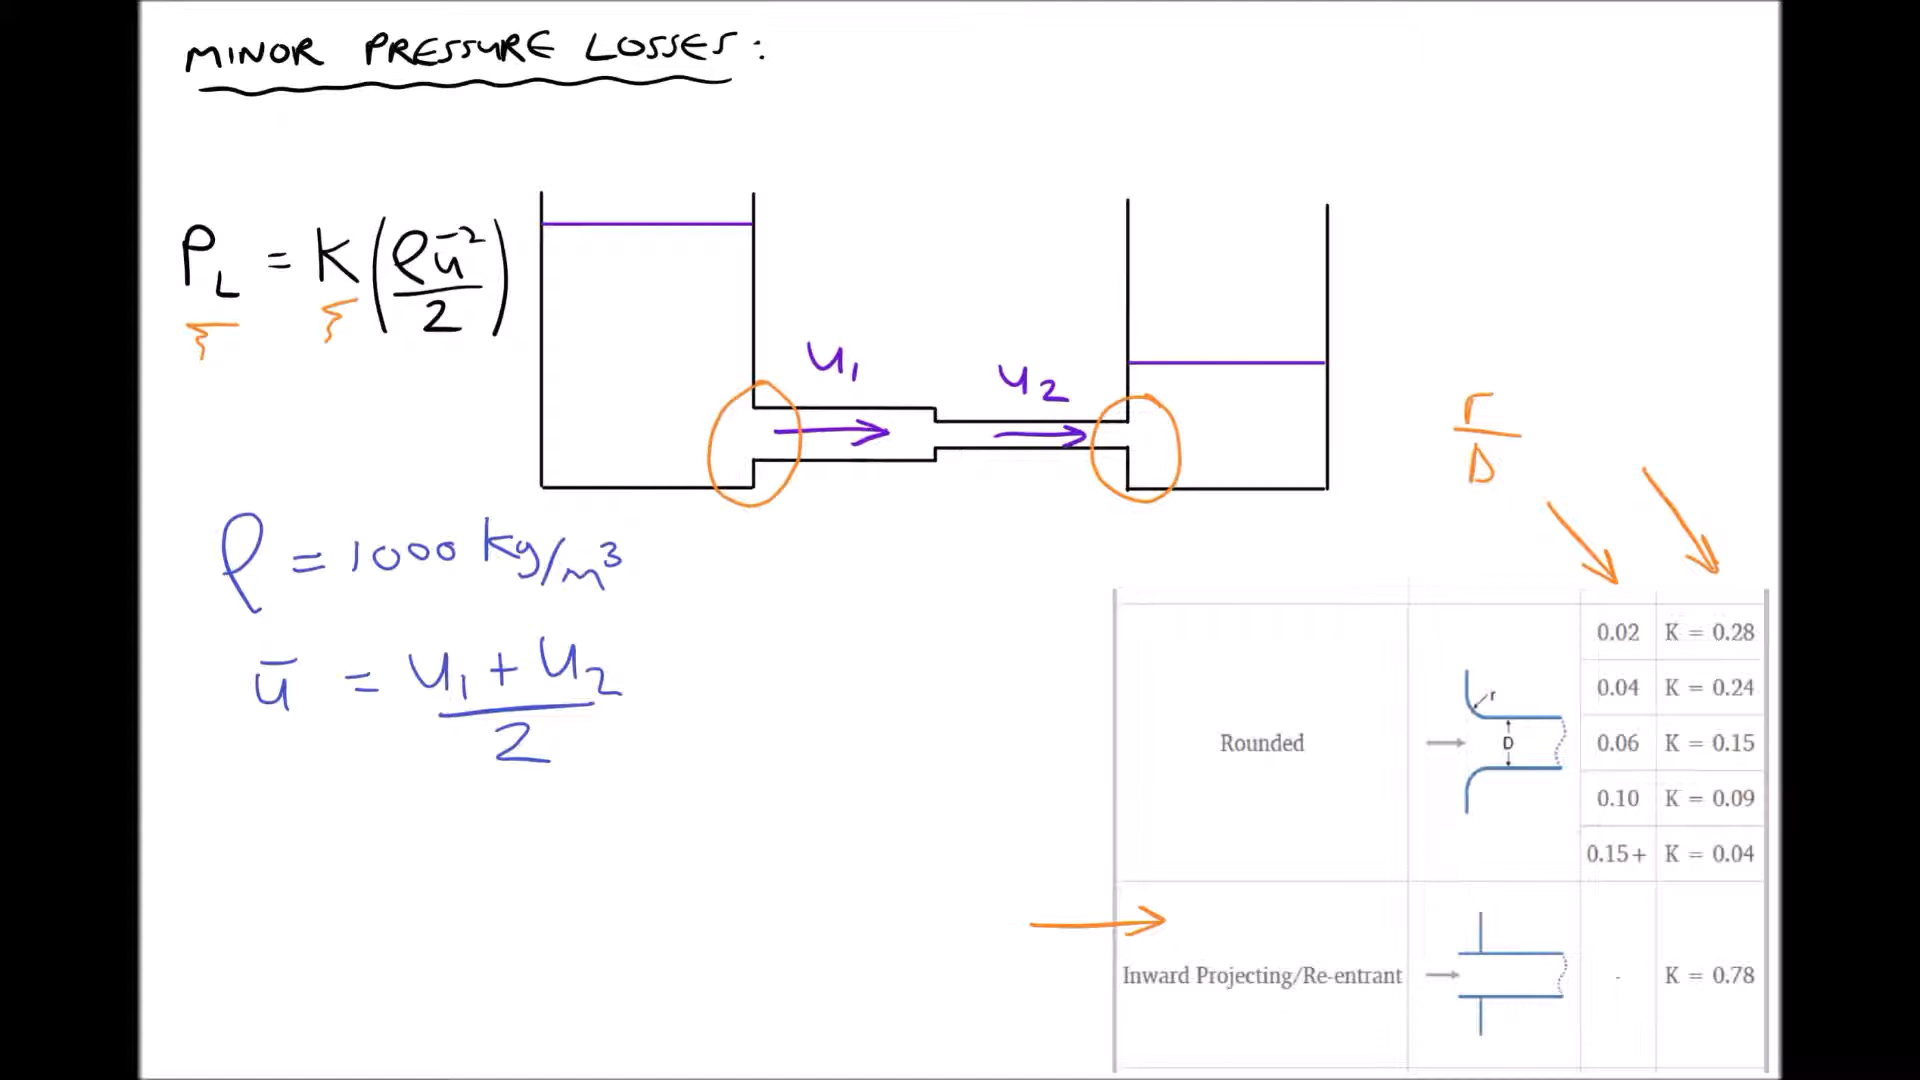 MINOR PRESSURE LOSSES:
P_L = K(ρū²/2)
u₁
u₂
r/D
ρ = 1000 kg/m³
ū = u₁ + u₂ / 2
Rounded
r
D
0.02 K = 0.28
0.04 K = 0.24
0.06 K = 0.15
0.10 K = 0.09
0.15+ K = 0.04
Inward Projecting/Re-entrant - K = 0.78